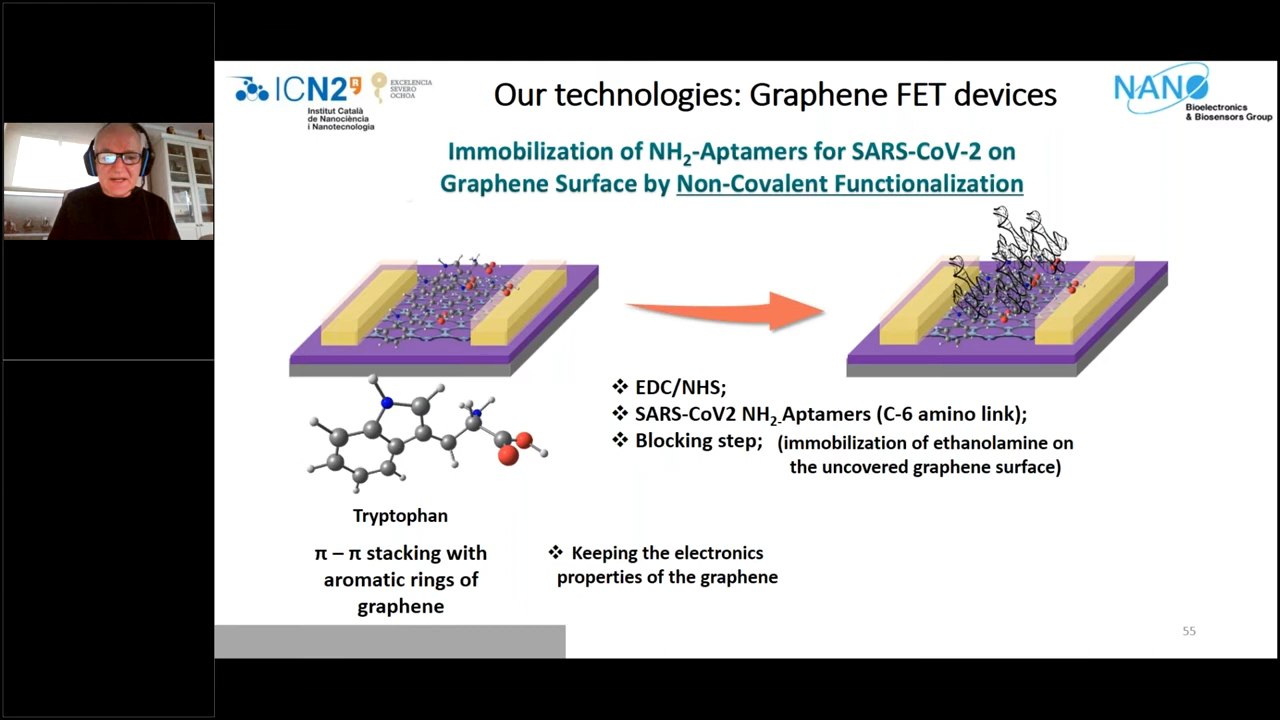 ICN2
EXCELENCIA
SEVERO
OCHOA
Institut Català
de Nanociència
i Nanotecnologia
Our technologies: Graphene FET devices
NANO
Bioelectronics
& Biosensors Group
Immobilization of NH2-Aptamers for SARS-CoV-2 on
Graphene Surface by Non-Covalent Functionalization
❖ EDC/NHS;
❖ SARS-CoV2 NH2-Aptamers (C-6 amino link);
❖ Blocking step; (immobilization of ethanolamine on
the uncovered graphene surface)
Tryptophan
π – π stacking with
aromatic rings of
graphene
❖ Keeping the electronics
properties of the graphene
55